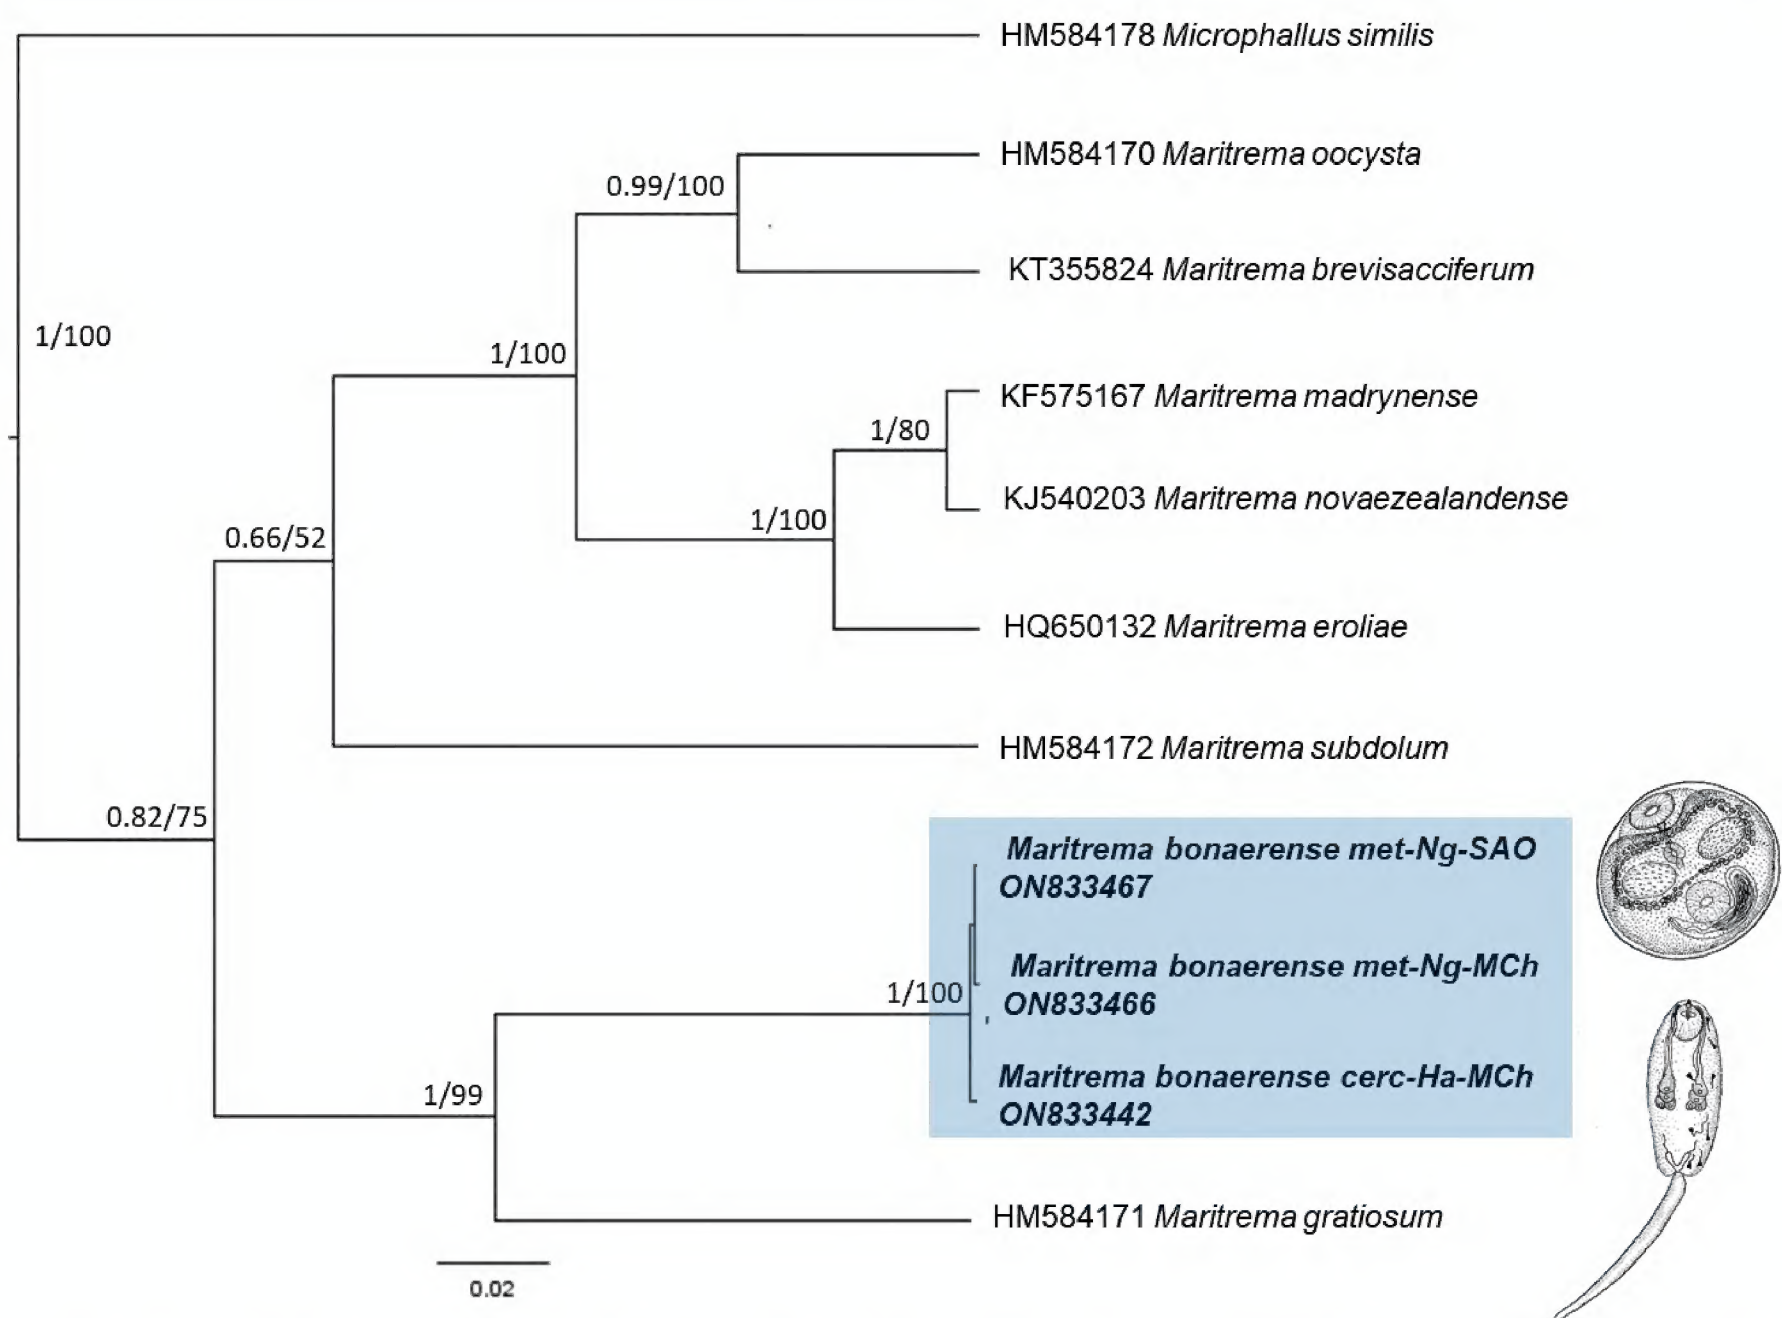 HM584178 Microphallus similis
HM584170 Maritrema oocysta
0.99/100
KT355824 Maritrema brevisacciferum
1/100
1/100
KF575167 Maritrema madrynense
1/80
KJ540203 Maritrema novaezealandense
1/100
0.66/52
HQ650132 Maritrema eroliae
HM584172 Maritrema subdolum
0.82/75
Maritrema bonaerense met-Ng-SAO
ON833467
Maritrema bonaerense met-Ng-MCh
ON833466
1/100
Maritrema bonaerense cerc-Ha-MCh
ON833442
1/99
HM584171 Maritrema gratiosum
0.02